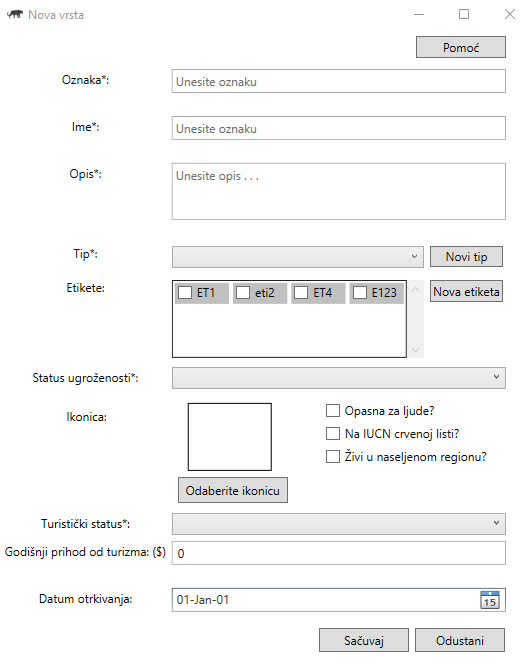 Nova vrsta
Pomoć
Oznaka*:
Unesite oznaku
Ime*:
Unesite oznaku
Opis*:
Unesite opis . . .
Tip*:
Novi tip
Etikete:
ET1 eti2 ET4 E123
Nova etiketa
Status ugroženosti*:
Ikonica:
Opasna za ljude?
Na IUCN crvenoj listi?
Živi u naseljenom regionu?
Odaberite ikonicu
Turistički status*:
Godišnji prihod od turizma: ($)
0
Datum otrkivanja:
01-Jan-01
15
Sačuvaj
Odustani